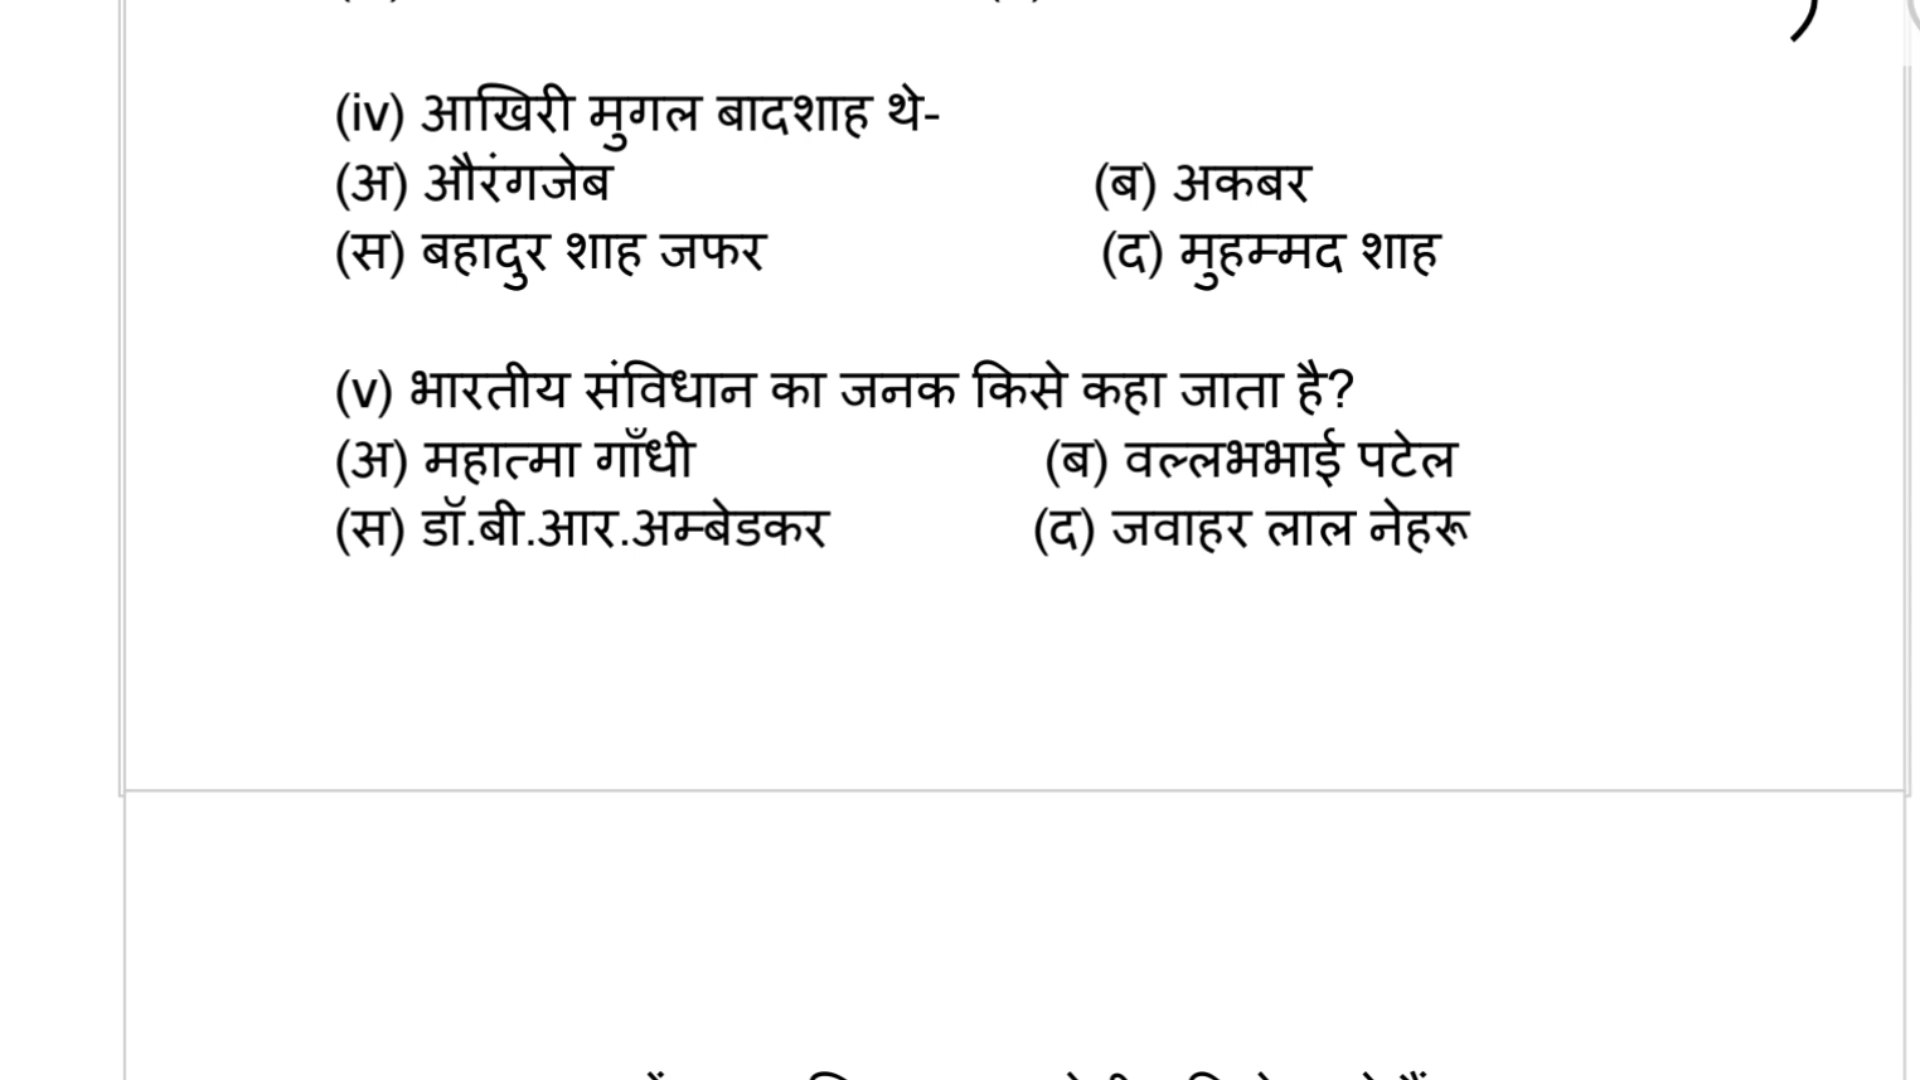 (iv) आखिरी मुगल बादशाह थे-
(अ) औरंगजेब (ब) अकबर
(स) बहादुर शाह जफर (द) मुहम्मद शाह
(v) भारतीय संविधान का जनक किसे कहा जाता है?
(अ) महात्मा गाँधी (ब) वल्लभभाई पटेल
(स) डॉ.बी.आर.अम्बेडकर (द) जवाहर लाल नेहरू